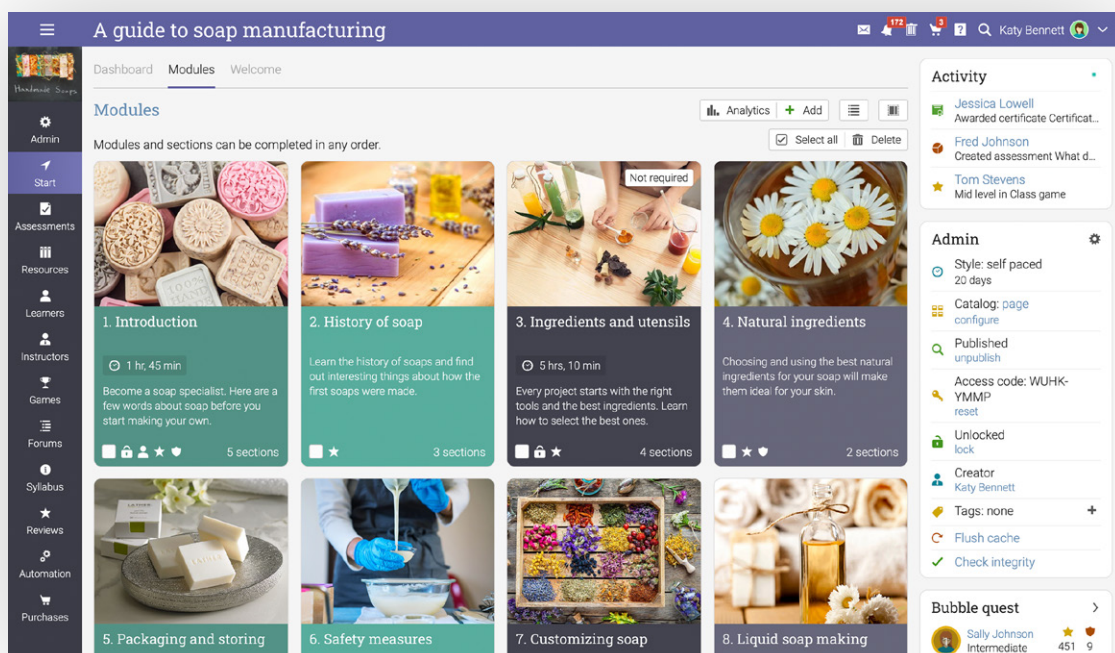 A guide to soap manufacturing
172
3
?
Katy Bennett
Handmade Soaps
Admin
Start
Assessments
Resources
Learners
Instructors
Games
Forums
Syllabus
Reviews
Automation
Purchases
Dashboard Modules Welcome
Modules
Analytics + Add
Modules and sections can be completed in any order.
Select all Delete
1. Introduction
1 hr, 45 min
Become a soap specialist. Here are a
few words about soap before you
start making your own.
5 sections
2. History of soap
Learn the history of soaps and find
out interesting things about how the
first soaps were made.
3 sections
Not required
3. Ingredients and utensils
5 hrs, 10 min
Every project starts with the right
tools and the best ingredients. Learn
how to select the best ones.
4 sections
4. Natural ingredients
Choosing and using the best natural
ingredients for your soap will make
them ideal for your skin.
2 sections
5. Packaging and storing
6. Safety measures
7. Customizing soap
8. Liquid soap making
Activity
Jessica Lowell
Awarded certificate Certificat...
Fred Johnson
Created assessment What d...
Tom Stevens
Mid level in Class game
Admin
Style: self paced
20 days
Catalog: page
configure
Published
unpublish
Access code: WUHK-
YMMP
reset
Unlocked
lock
Creator
Katy Bennett
Tags: none +
Flush cache
Check integrity
Bubble quest
Sally Johnson
Intermediate
451 9